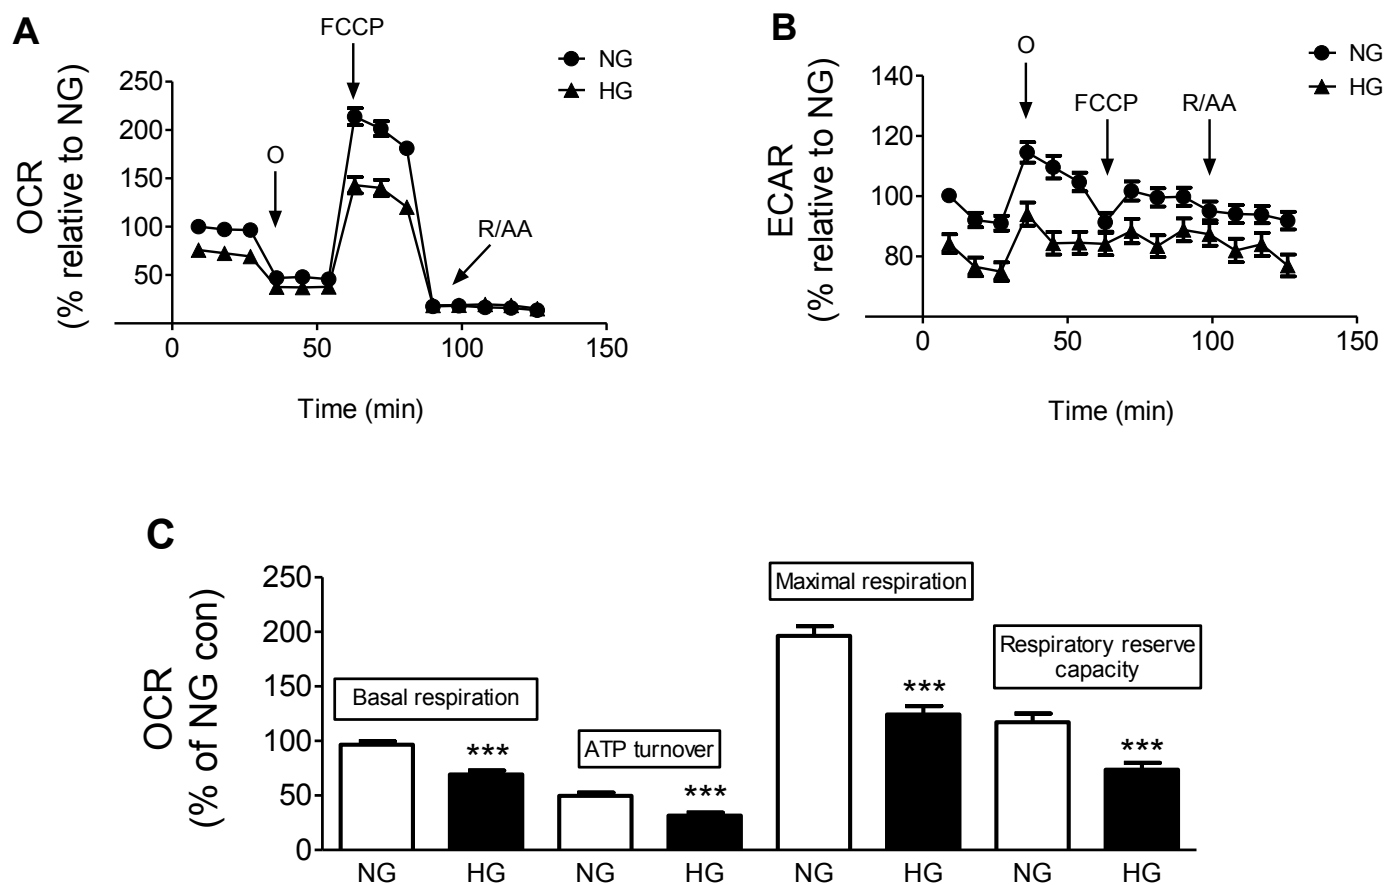 A
FCCP
NG
HG
OCR
(% relative to NG)
250
200
150
100
50
O
R/AA
0
50
100
150
Time (min)
B
O
NG
HG
ECAR
(% relative to NG)
140
120
100
80
FCCP
R/AA
0
50
100
150
Time (min)
C
OCR
(% of NG con)
250
200
150
100
50
0
Basal respiration
***
ATP turnover
***
Maximal respiration
***
Respiratory reserve
capacity
***
NG
HG
NG
HG
NG
HG
NG
HG